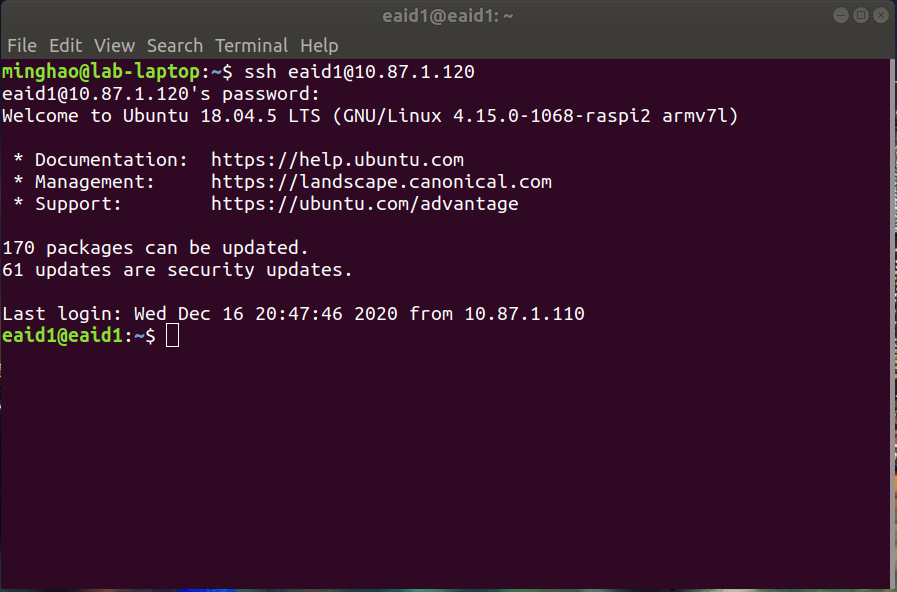 eaid1@eaid1: ~
File Edit View Search Terminal Help
minghao@lab-laptop:~$ ssh eaid1@10.87.1.120
eaid1@10.87.1.120's password:
Welcome to Ubuntu 18.04.5 LTS (GNU/Linux 4.15.0-1068-raspi2 armv7l)
* Documentation:  https://help.ubuntu.com
* Management:     https://landscape.canonical.com
* Support:        https://ubuntu.com/advantage
170 packages can be updated.
61 updates are security updates.
Last login: Wed Dec 16 20:47:46 2020 from 10.87.1.110
eaid1@eaid1:~$